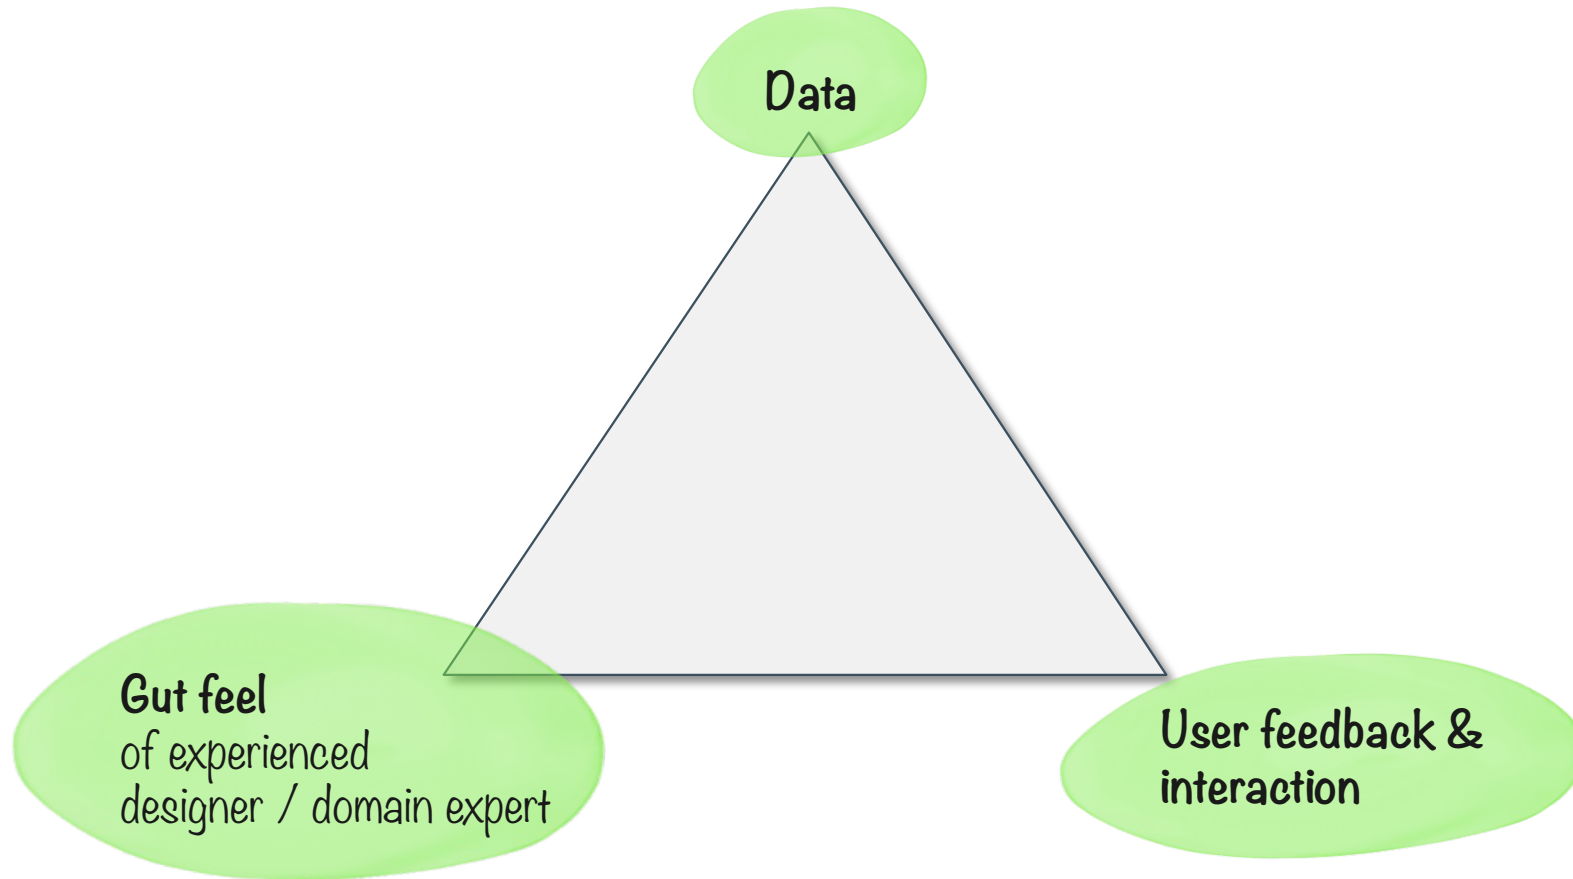 Data
Gut feel
of experienced
designer / domain expert
User feedback &
interaction